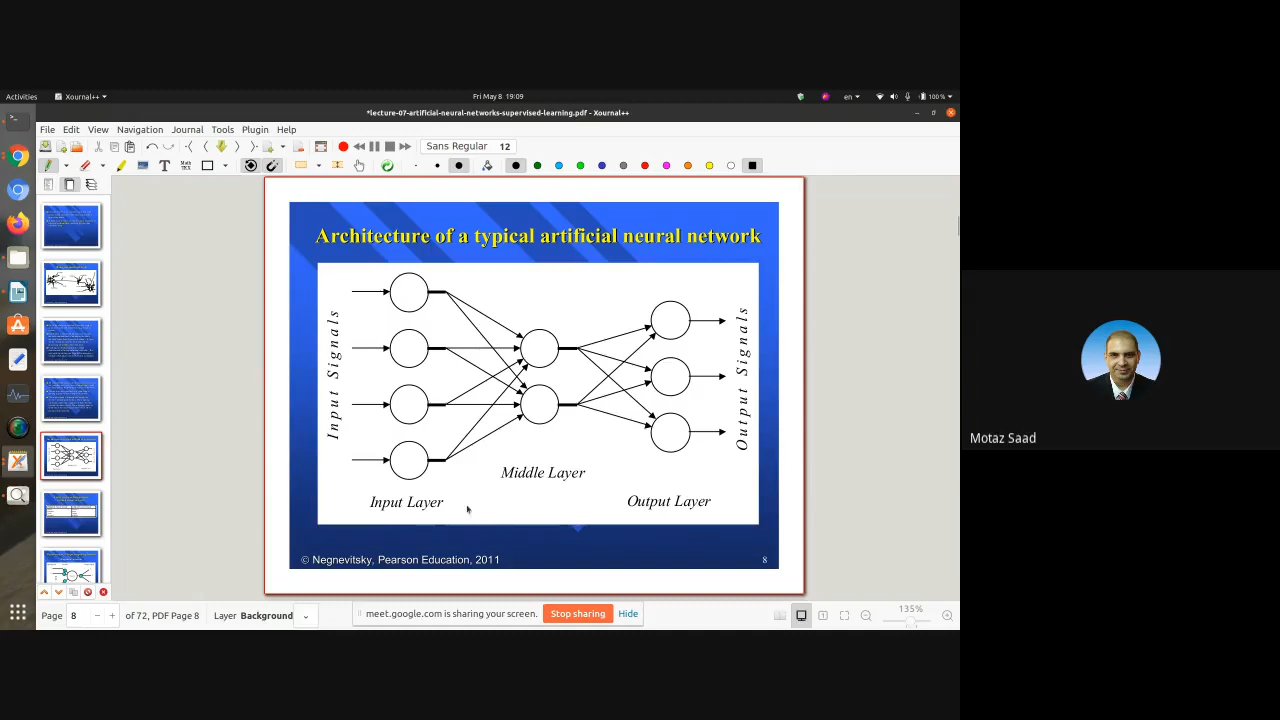 Activities
Xournal++
Fri May 8 19:09
en
100 %
*lecture-07-artificial-neural-networks-supervised-learning.pdf - Xournal++
File Edit View Navigation Journal Tools Plugin Help
Sans Regular 12
Architecture of a typical artificial neural network
Input Signals
Output Signals
Middle Layer
Input Layer
Output Layer
© Negnevitsky, Pearson Education, 2011
8
Motaz Saad
Page 8 of 72, PDF Page 8 Layer Background
meet.google.com is sharing your screen. Stop sharing Hide
135%